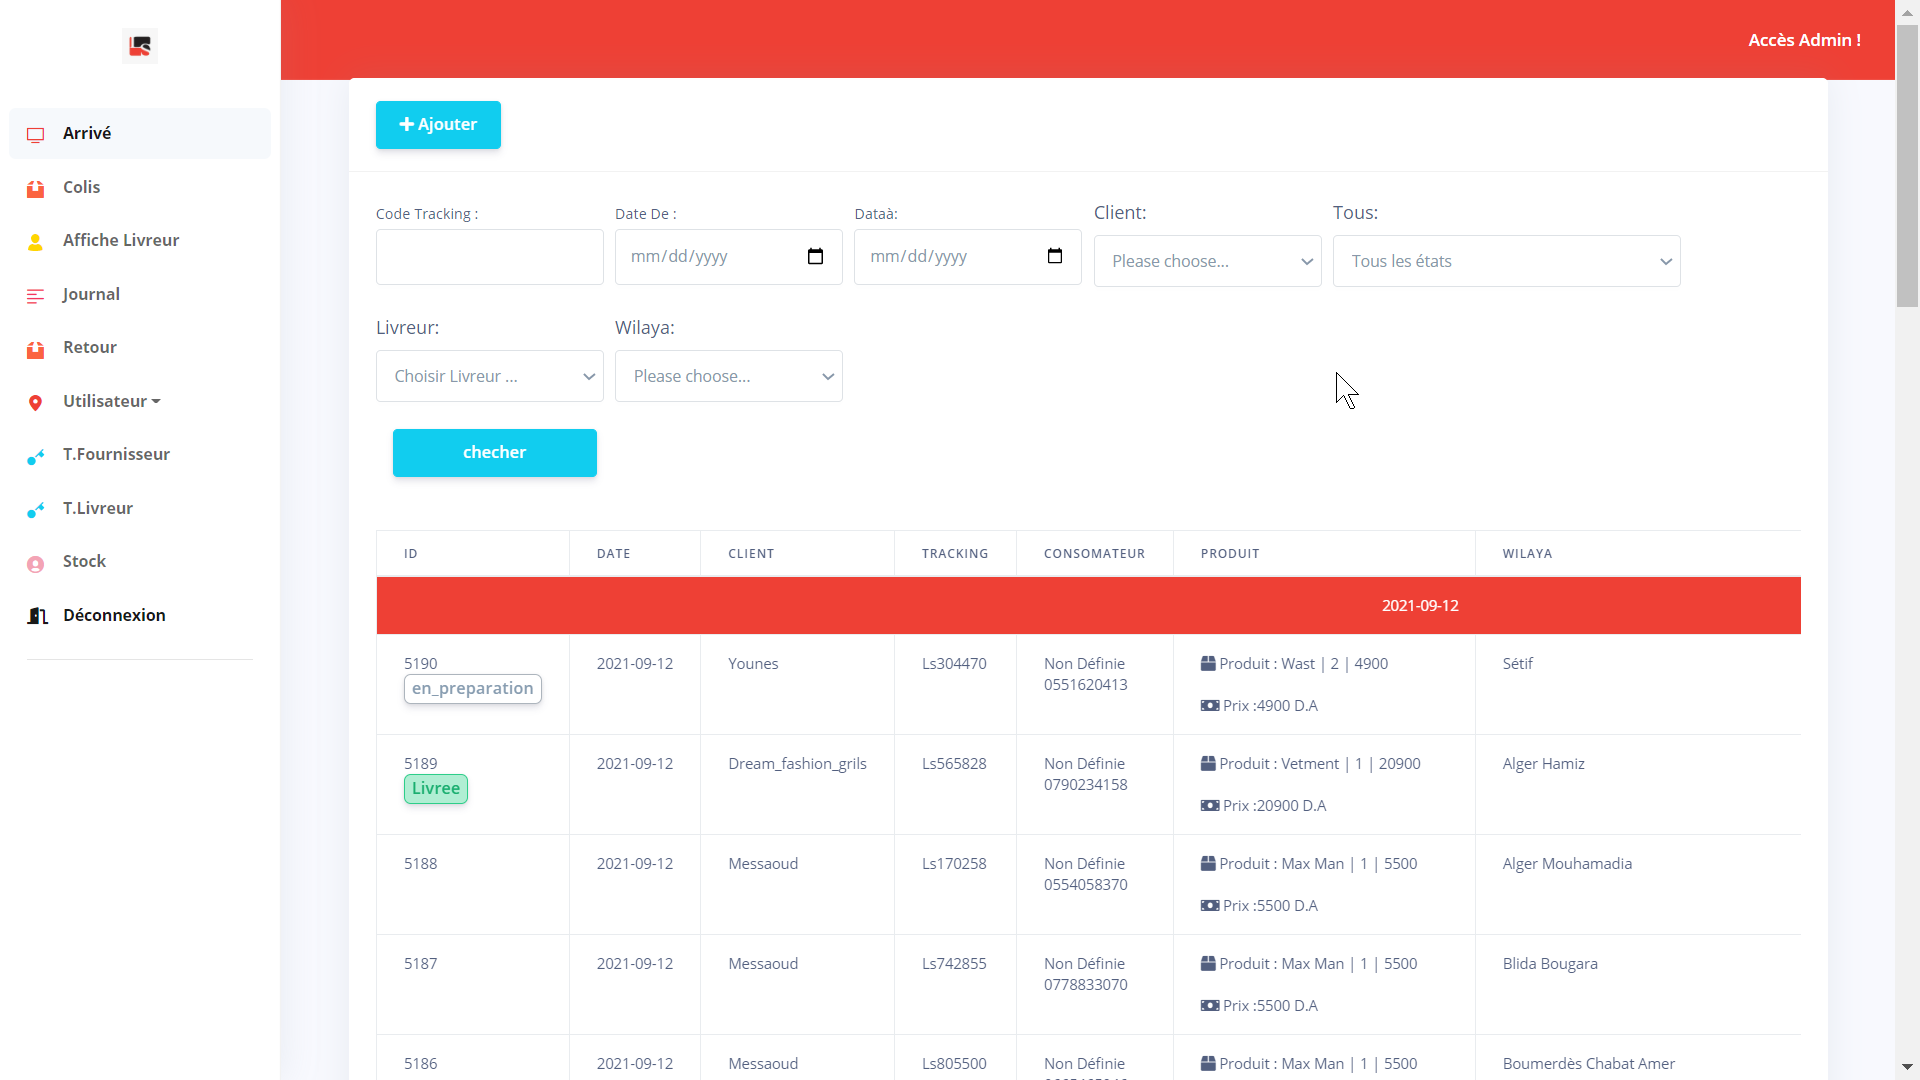 Accès Admin !
Arrivé
Colis
Affiche Livreur
Journal
Retour
Utilisateur
T.Fournisseur
T.Livreur
Stock
Déconnexion
Ajouter
Code Tracking :
Date De :
Dataà:
Client:
Tous:
mm/dd/yyyy
mm/dd/yyyy
Please choose...
Tous les états
Livreur:
Wilaya:
Choisir Livreur ...
Please choose...
checher
ID DATE CLIENT TRACKING CONSOMATEUR PRODUIT WILAYA
2021-09-12
5190 2021-09-12 Younes Ls304470 Non Définie Produit : Wast | 2 | 4900 Sétif
en_preparation 0551620413
Prix :4900 D.A
5189 2021-09-12 Dream_fashion_grils Ls565828 Non Définie Produit : Vetment | 1 | 20900 Alger Hamiz
Livree 0790234158
Prix :20900 D.A
5188 2021-09-12 Messaoud Ls170258 Non Définie Produit : Max Man | 1 | 5500 Alger Mouhamadia
0554058370
Prix :5500 D.A
5187 2021-09-12 Messaoud Ls742855 Non Définie Produit : Max Man | 1 | 5500 Blida Bougara
0778833070
Prix :5500 D.A
5186 2021-09-12 Messaoud Ls805500 Non Définie Produit : Max Man | 1 | 5500 Boumerdès Chabat Amer